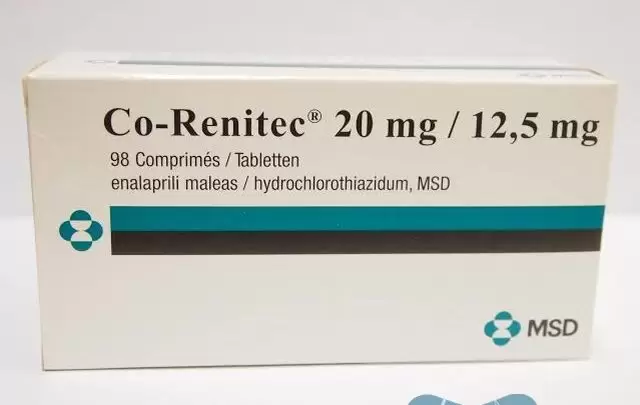 Co-Renitec® 20 mg / 12,5 mg
98 Comprimés / Tabletten
enalaprili maleas / hydrochlorothiazidum, MSD
MSD